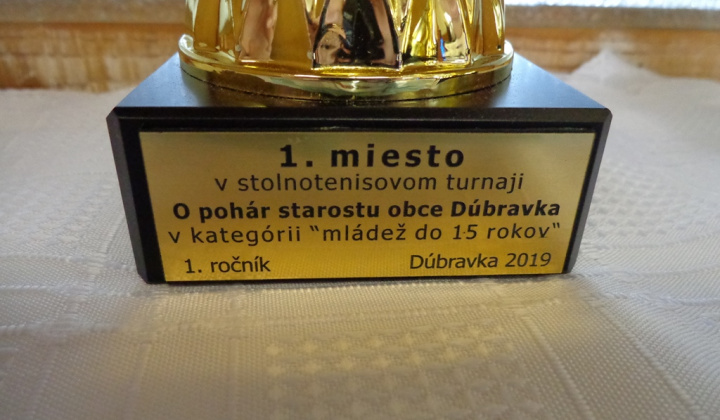 1. miesto
v stolnotenisovom turnaji
O pohár starostu obce Dúbravka
v kategórii "mládež do 15 rokov"
1. ročník Dúbravka 2019